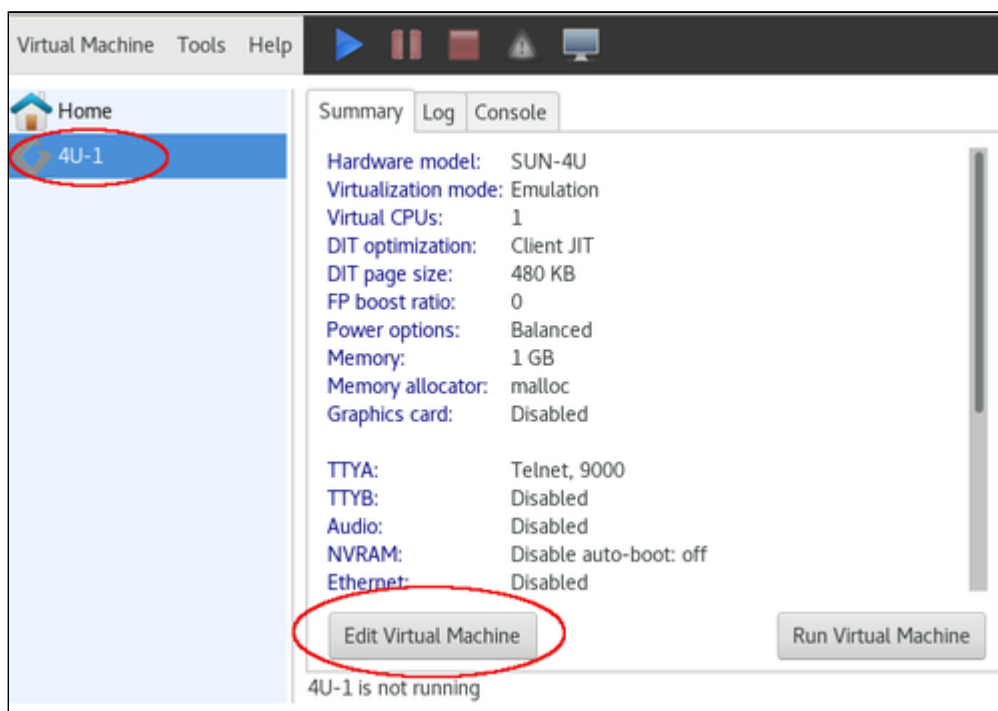 Virtual Machine Tools Help
Home
4U-1
Summary Log Console
Hardware model: SUN-4U
Virtualization mode: Emulation
Virtual CPUs: 1
DIT optimization: Client JIT
DIT page size: 480 KB
FP boost ratio: 0
Power options: Balanced
Memory: 1 GB
Memory allocator: malloc
Graphics card: Disabled
TTYA: Telnet, 9000
TTYB: Disabled
Audio: Disabled
NVRAM: Disable auto-boot: off
Ethernet: Disabled
Edit Virtual Machine Run Virtual Machine
4U-1 is not running